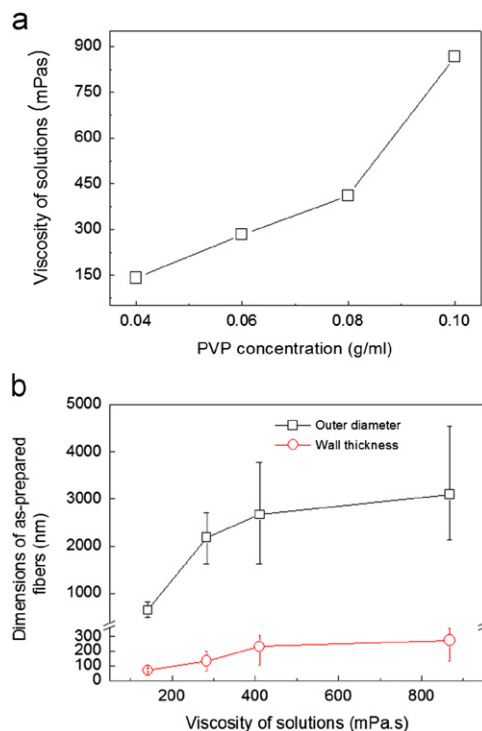 a
Viscosity of solutions (mPas)
900
750
600
450
300
150
0.04 0.06 0.08 0.10
PVP concentration (g/ml)
b
Dimensions of as-prepared
fibers (nm)
5000
4000
3000
2000
1000
300
200
100
0
Outer diameter
Wall thickness
200 400 600 800
Viscosity of solutions (mPa.s)